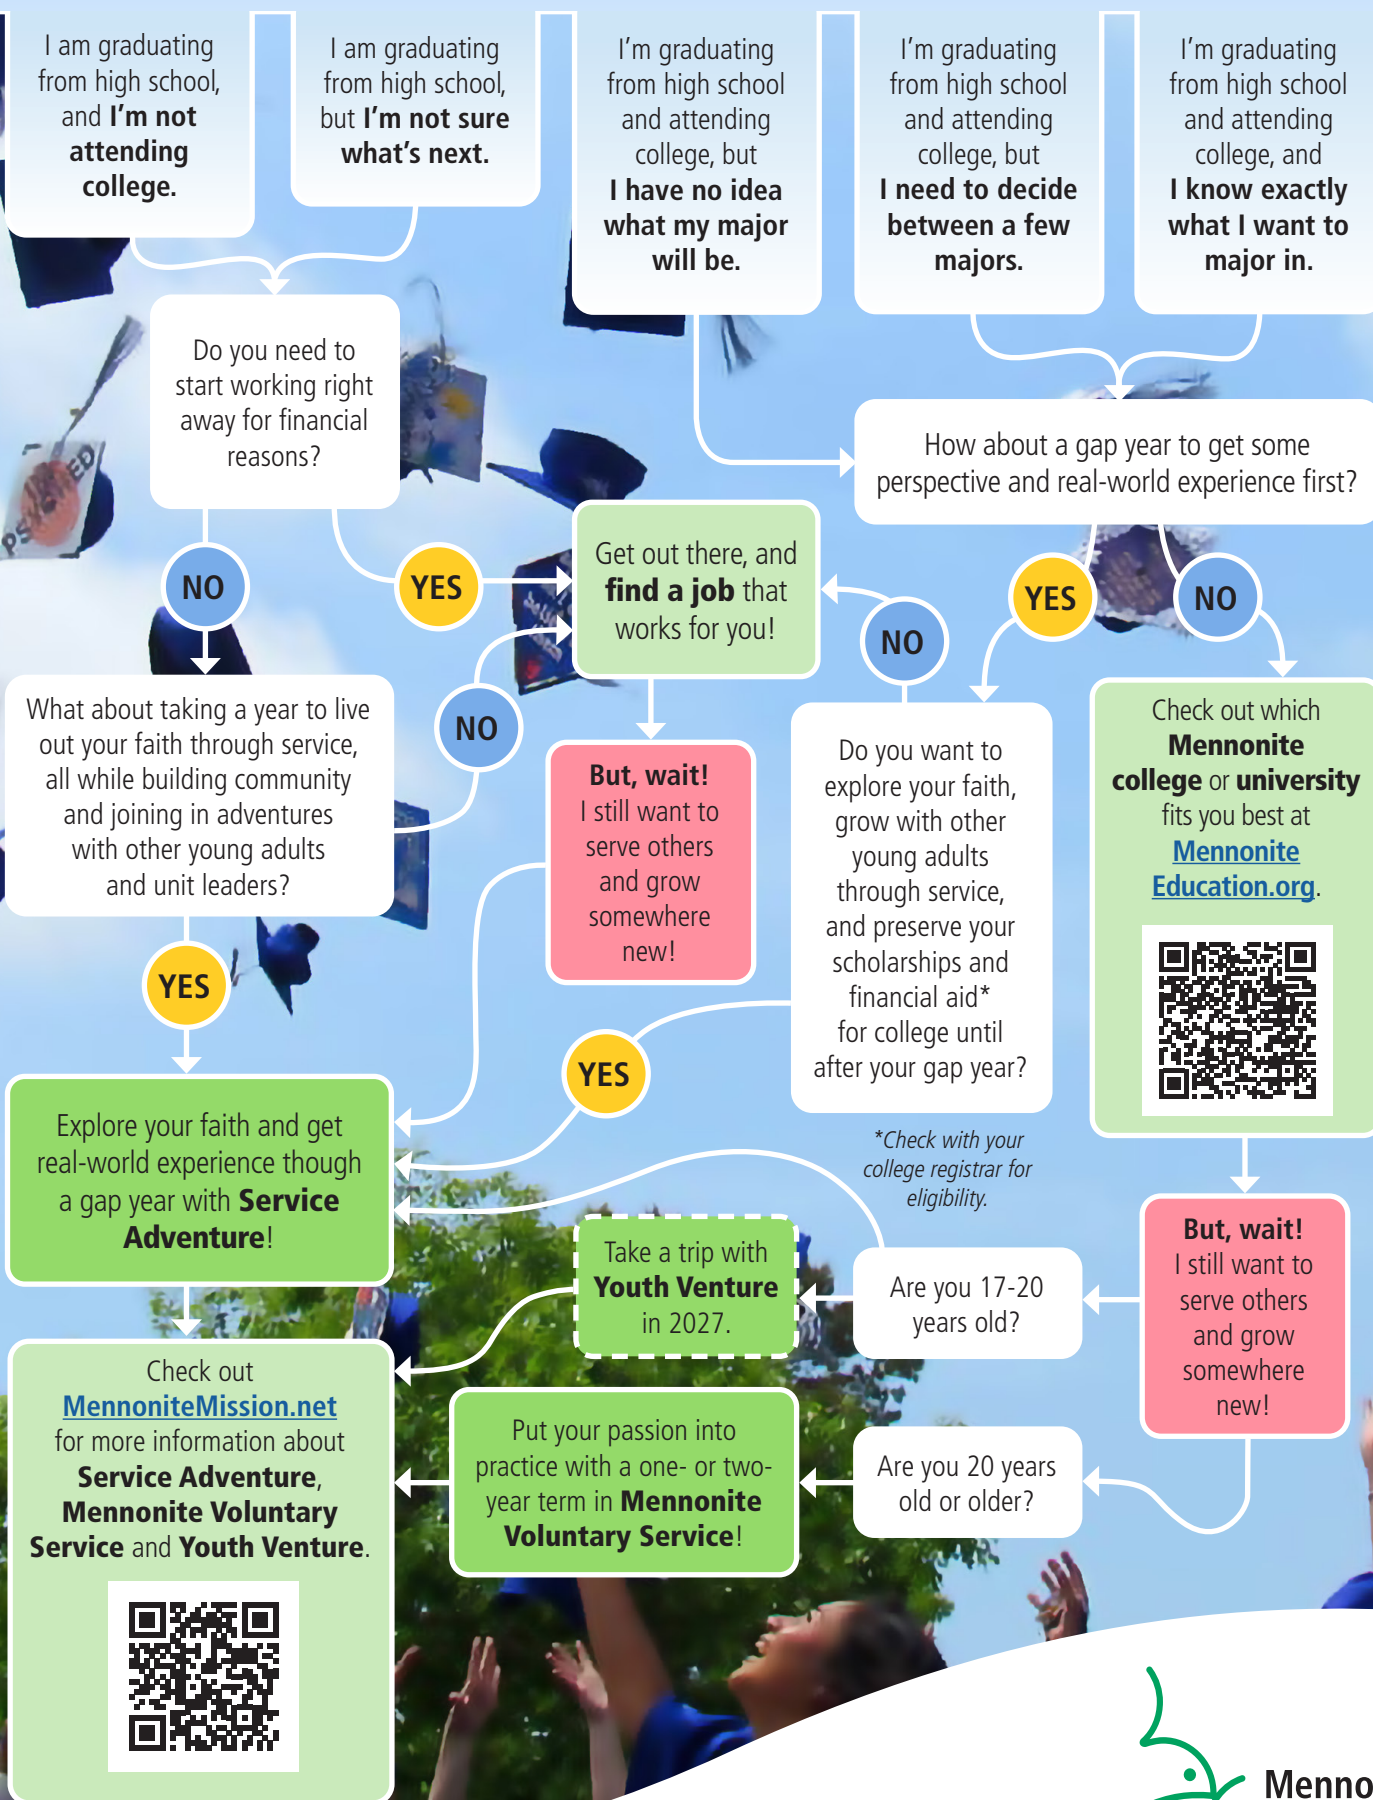 I am graduating
from high school,
and I'm not
attending
college.
I am graduating
from high school,
but I'm not sure
what's next.
I'm graduating
from high school
and attending
college, but
I have no idea
what my major
will be.
I'm graduating
from high school
and attending
college, but
I need to decide
between a few
majors.
I'm graduating
from high school
and attending
college, and
I know exactly
what I want to
major in.
Do you need to
start working right
away for financial
reasons?
How about a gap year to get some
perspective and real-world experience first?
NO
YES
Get out there, and
find a job that
works for you!
NO
YES
NO
What about taking a year to live
out your faith through service,
all while building community
and joining in adventures
with other young adults
and unit leaders?
NO
But, wait!
I still want to
serve others
and grow
somewhere
new!
Do you want to
explore your faith,
grow with other
young adults
through service,
and preserve your
scholarships and
financial aid*
for college until
after your gap year?
Check out which
Mennonite
college or university
fits you best at
Mennonite
Education.org.
YES
YES
*Check with your
college registrar for
eligibility.
Explore your faith and get
real-world experience though
a gap year with Service
Adventure!
Take a trip with
Youth Venture
in 2027.
Are you 17-20
years old?
But, wait!
I still want to
serve others
and grow
somewhere
new!
Check out
MennoniteMission.net
for more information about
Service Adventure,
Mennonite Voluntary
Service and Youth Venture.
Put your passion into
practice with a one- or two-
year term in Mennonite
Voluntary Service!
Are you 20 years
old or older?
Menno